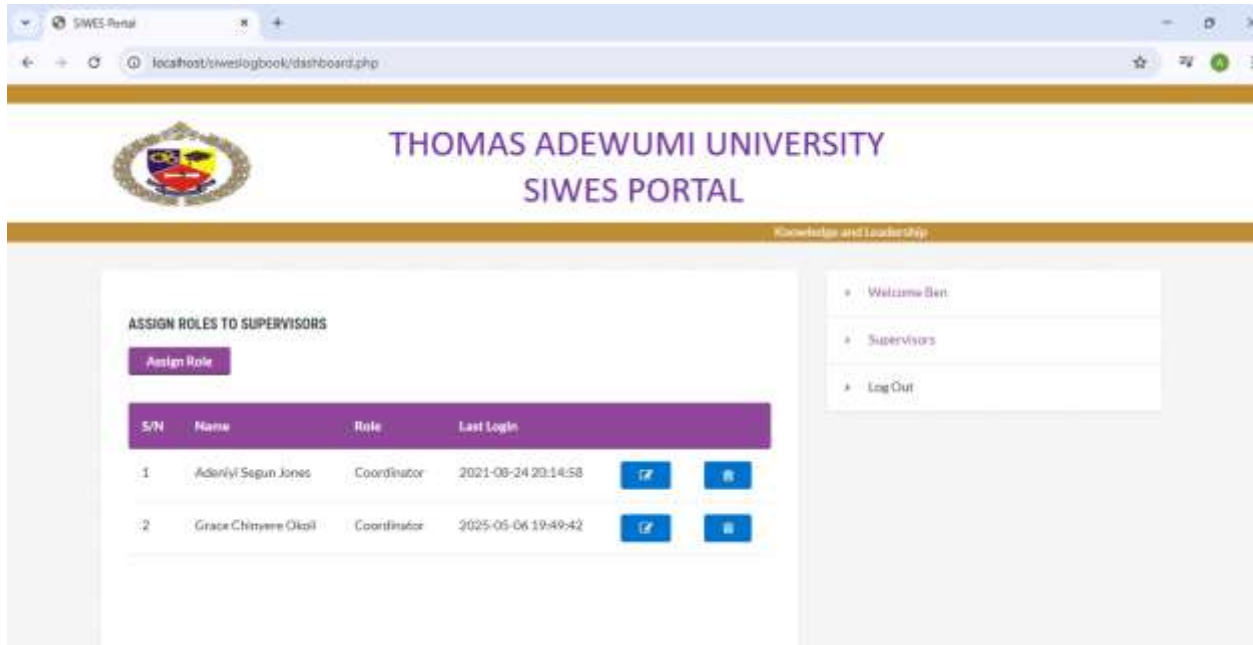 SIWES Portal
localhost/siweslogbook/dashboard.php
THOMAS ADEWUMI UNIVERSITY
SIWES PORTAL
Knowledge and Leadership
Welcome Ben
ASSIGN ROLES TO SUPERVISORS
Supervisors
Assign Role
Log Out
S/N Name Role Last Login
1 Adeniyi Segun Jones Coordinator 2021-08-24 20:14:58
2 Grace Chinyere Okoli Coordinator 2025-05-06 19:49:42